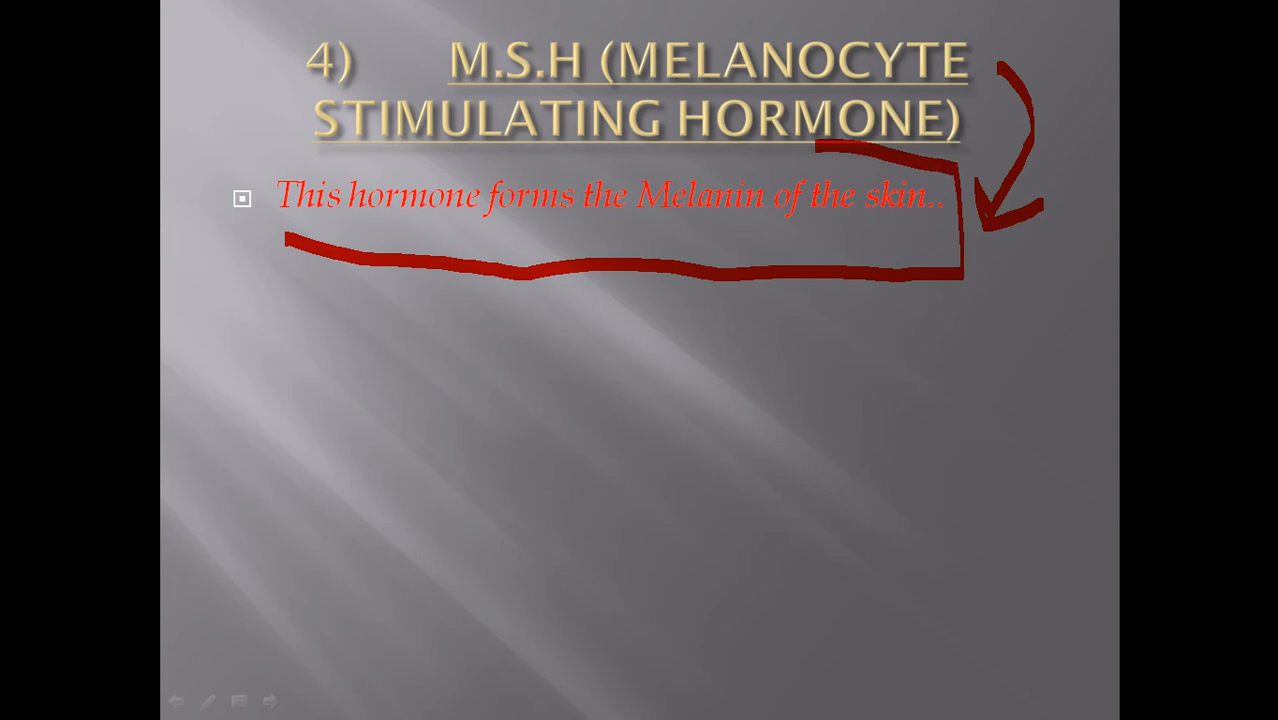 4) M.S.H (MELANOCYTE
STIMULATING HORMONE)
This hormone forms the Melanin of the skin..